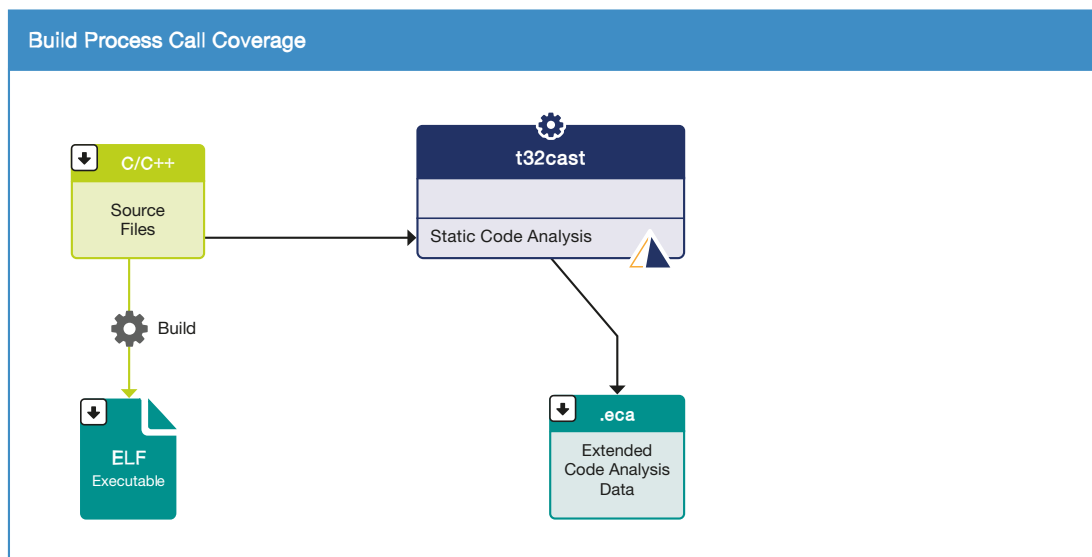 Build Process Call Coverage
C/C++
Source
Files
t32cast
Static Code Analysis
Build
ELF
Executable
.eca
Extended
Code Analysis
Data